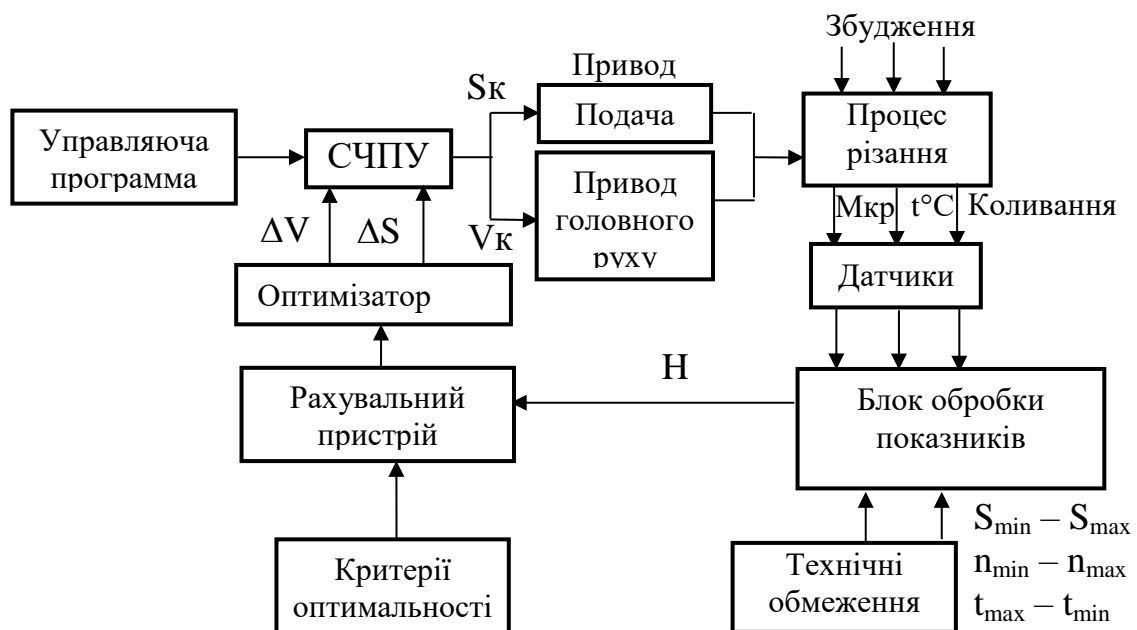 Збудження
Привод
Sк
Подача
Процес
різання
Управляюча
программа
СЧПУ
Привод
головного
руху
Vк
Мкр
t°C
Коливання
ΔV
ΔS
Датчики
Оптимізатор
H
Рахувальний
пристрій
Блок обробки
показників
Критерії
оптимальності
Технічні
обмеження
Smin – Smax
nmin – nmax
tmax – tmin